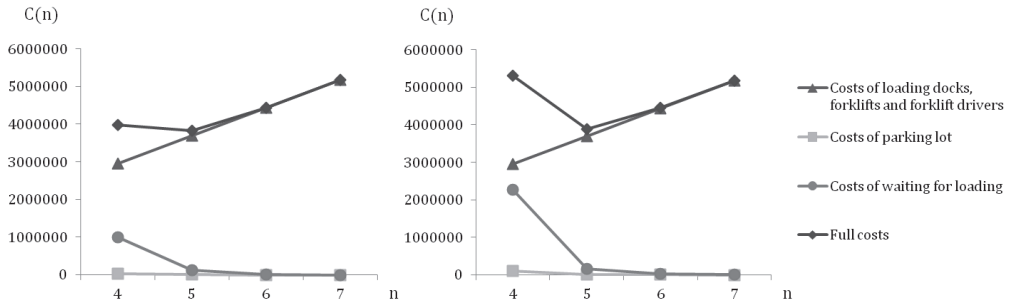 C(n)
6000000
5000000
4000000
3000000
2000000
1000000
0
4 5 6 7 n
C(n)
6000000
5000000
4000000
3000000
2000000
1000000
0
4 5 6 7 n
Costs of loading docks,
forklifts and forklift drivers
Costs of parking lot
Costs of waiting for loading
Full costs